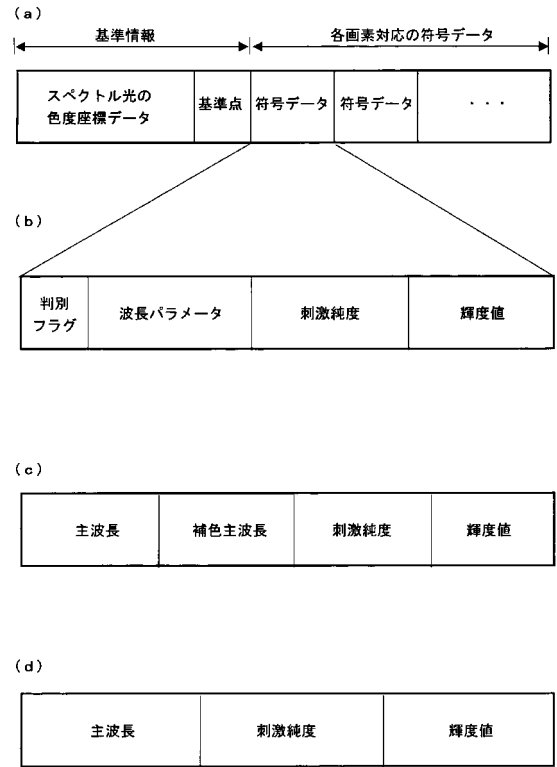 (a)
基準情報
各画素対応の符号データ
スペクトル光の
色度座標データ
基準点
符号データ
符号データ
・・・
(b)
判別
フラグ
波長パラメータ
刺激純度
輝度値
(c)
主波長
補色主波長
刺激純度
輝度値
(d)
主波長
刺激純度
輝度値